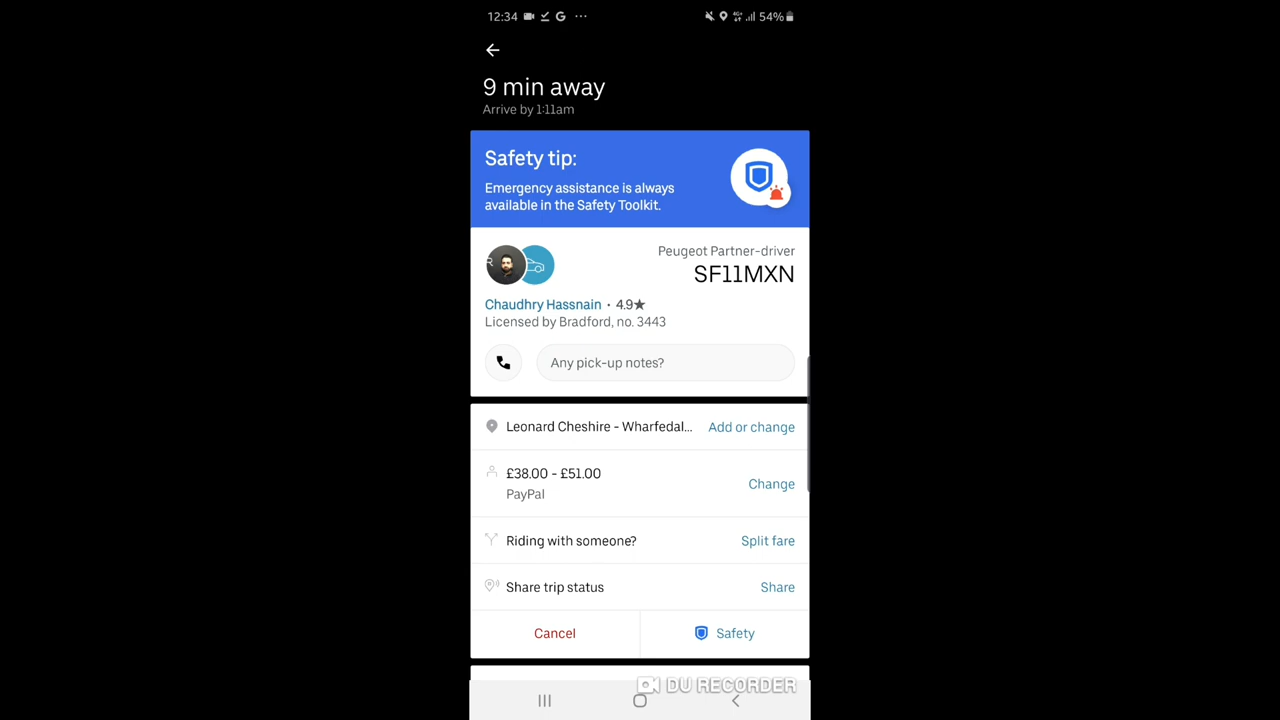 12:34 G ...
4G+ 54%
9 min away
Arrive by 1:11am
Safety tip:
Emergency assistance is always
available in the Safety Toolkit.
Peugeot Partner-driver
SF11MXN
Chaudhry Hassnain · 4.9★
Licensed by Bradford, no. 3443
Any pick-up notes?
Leonard Cheshire - Wharfedal... Add or change
£38.00 - £51.00
PayPal
Change
Riding with someone? Split fare
Share trip status Share
Cancel Safety
DU RECORDER